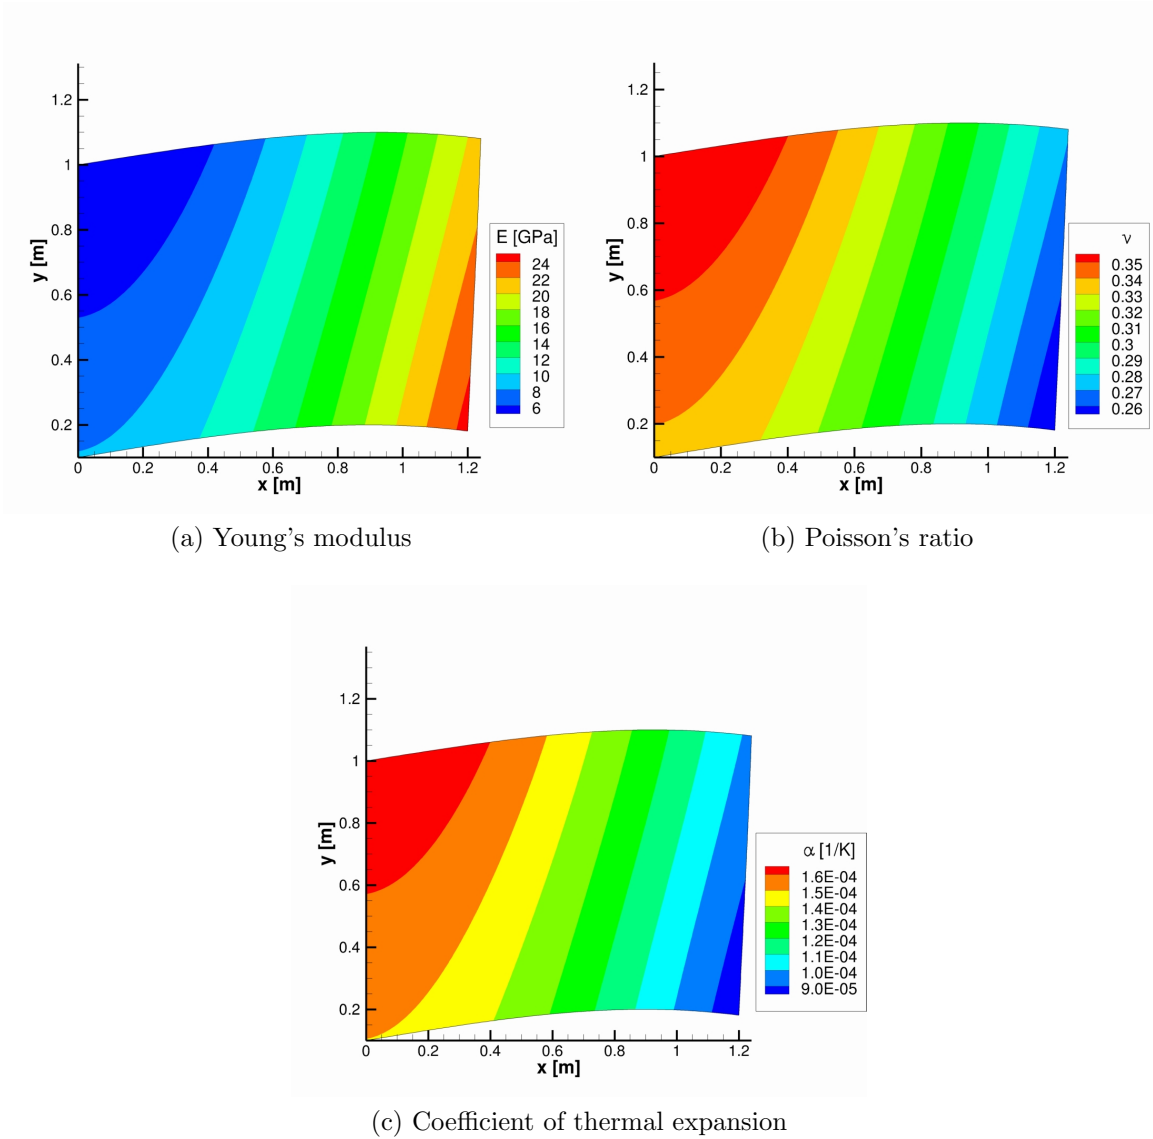 1.2
1
0.8
0.6
0.4
0.2
y [m]
0 0.2 0.4 0.6 0.8 1 1.2
x [m]
E [GPa]
24
22
20
18
16
14
12
10
8
6
(a) Young's modulus
1.2
1
0.8
0.6
0.4
0.2
y [m]
0 0.2 0.4 0.6 0.8 1 1.2
x [m]
ν
0.35
0.34
0.33
0.32
0.31
0.3
0.29
0.28
0.27
0.26
(b) Poisson's ratio
1.2
1
0.8
0.6
0.4
0.2
y [m]
0 0.2 0.4 0.6 0.8 1 1.2
x [m]
α [1/K]
1.6E-04
1.5E-04
1.4E-04
1.3E-04
1.2E-04
1.1E-04
1.0E-04
9.0E-05
(c) Coefficient of thermal expansion